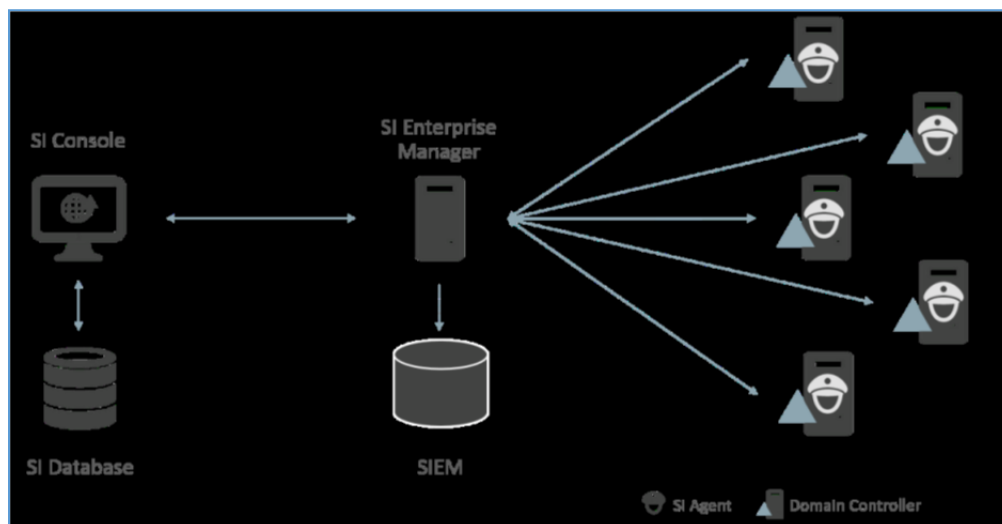 SI Console
SI Enterprise
Manager
SI Database
SIEM
SI Agent
Domain Controller